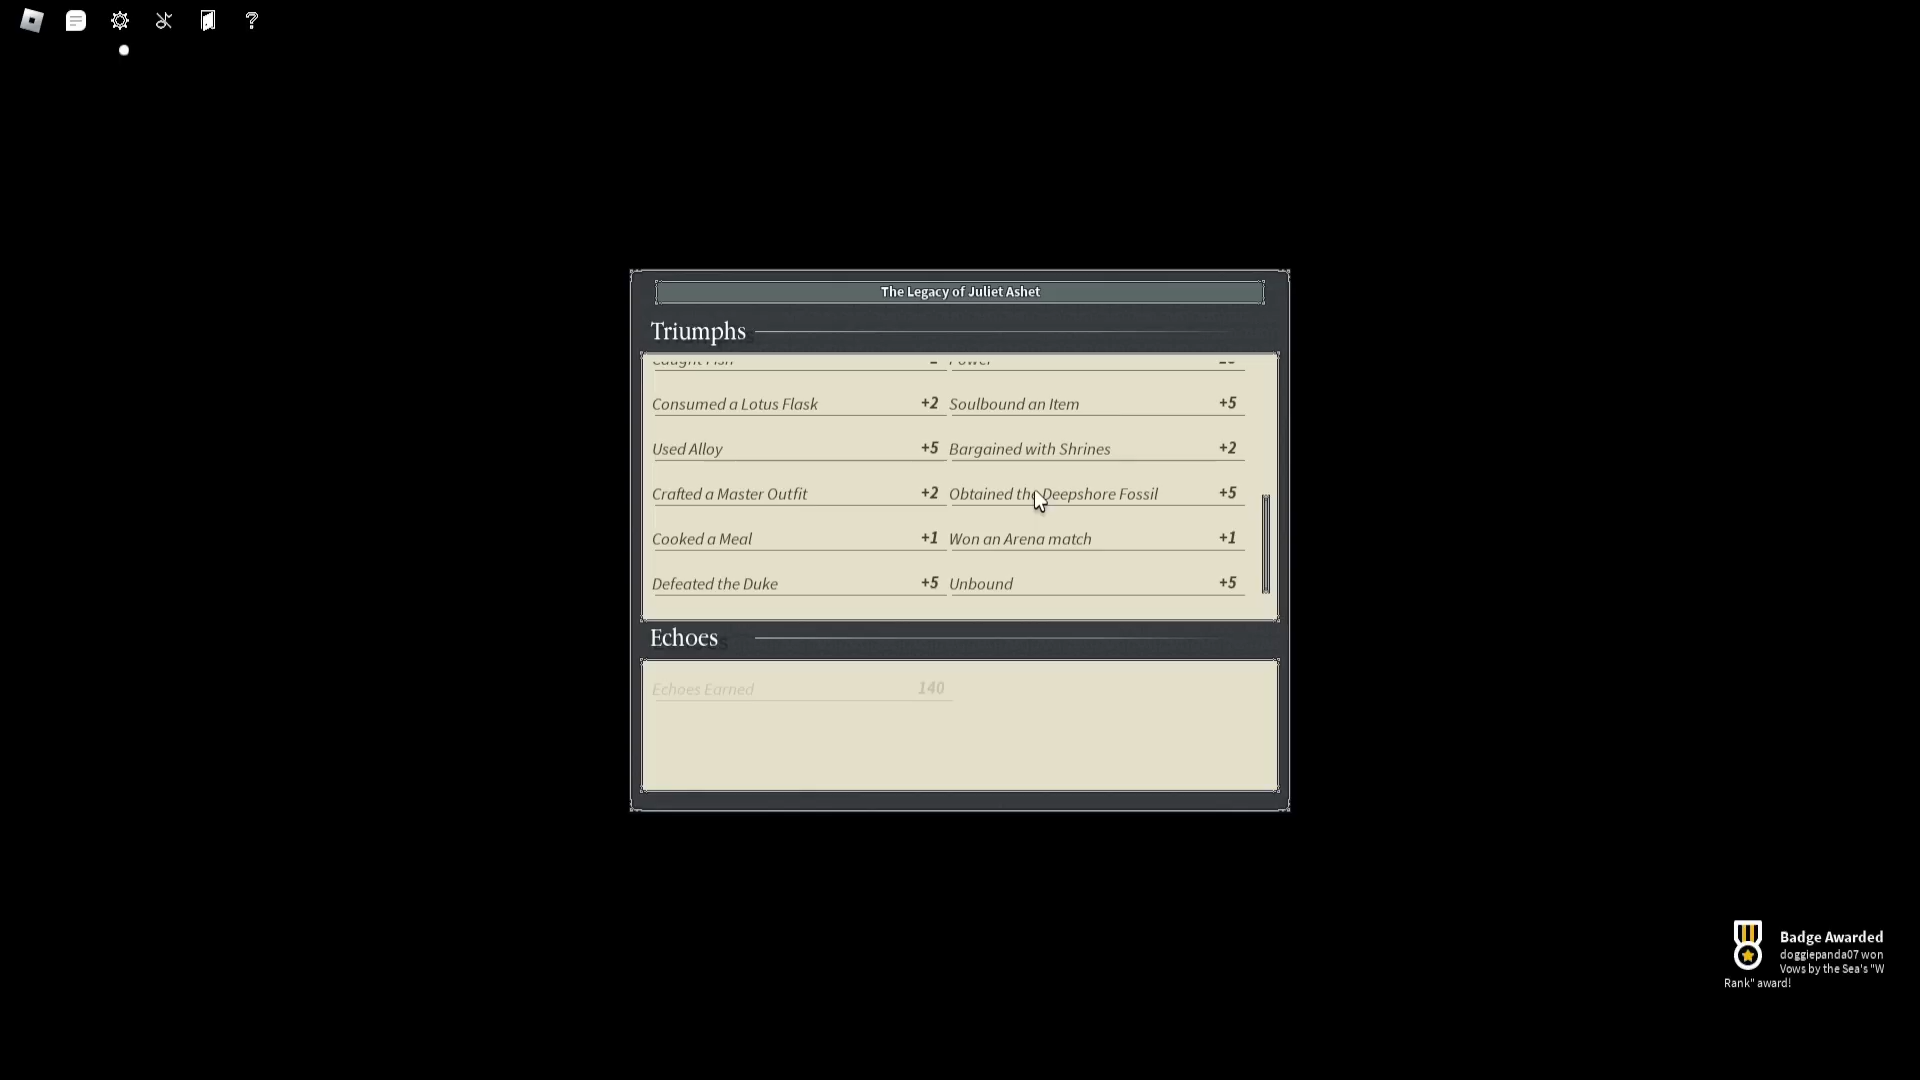 ?
The Legacy of Juliet Ashet
Triumphs
Caught Fish Power
Consumed a Lotus Flask +2 Soulbound an Item +5
Used Alloy +5 Bargained with Shrines +2
Crafted a Master Outfit +2 Obtained the Deepshore Fossil +5
Cooked a Meal +1 Won an Arena match +1
Defeated the Duke +5 Unbound +5
Echoes
Echoes Earned 140
Badge Awarded
doggiepanda07 won
Vows by the Sea's "W
Rank" award!